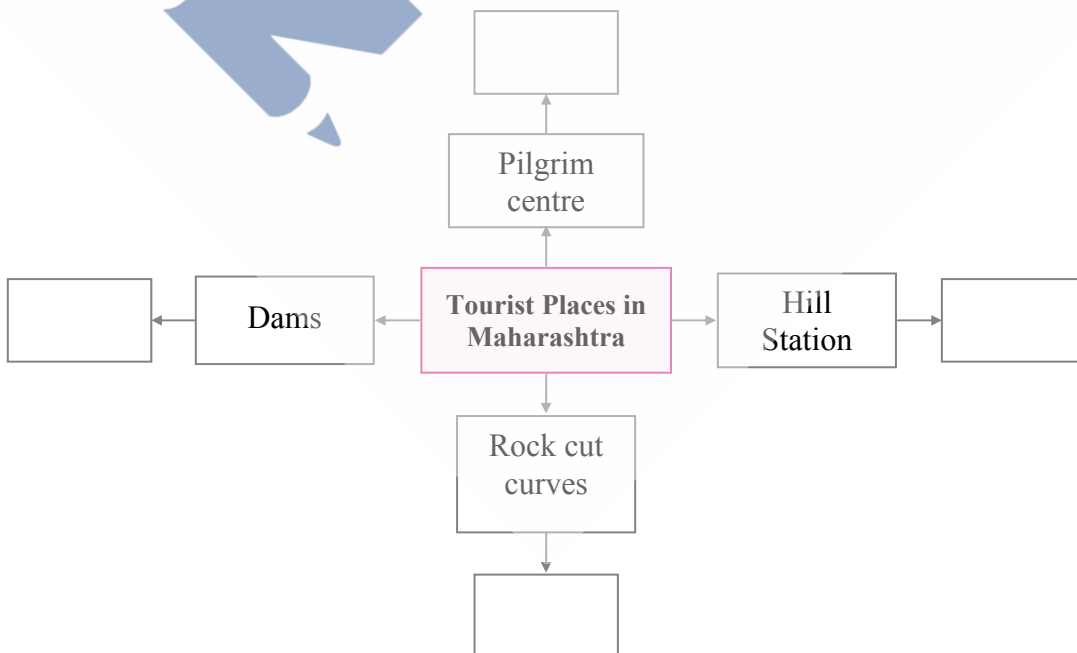 Pilgrim
centre
Dams
Tourist Places in
Maharashtra
Hill
Station
Rock cut
curves